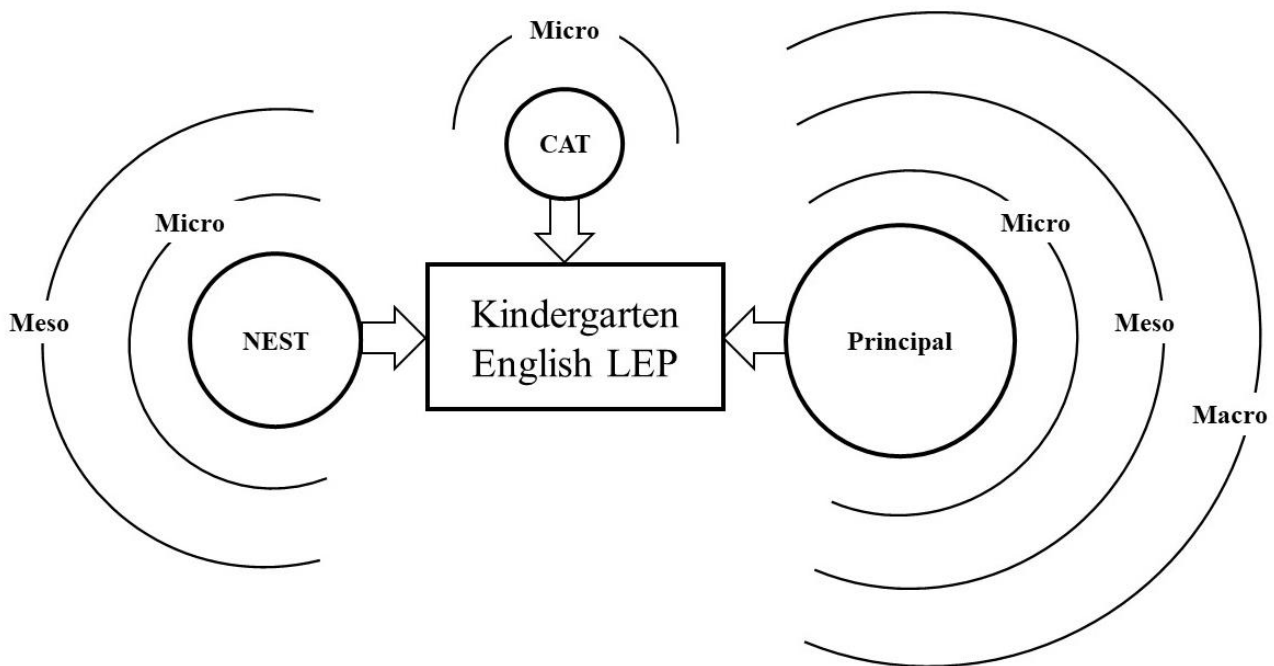 Micro
CAT
Micro
Meso
NEST
Kindergarten
English LEP
Principal
Micro
Meso
Macro